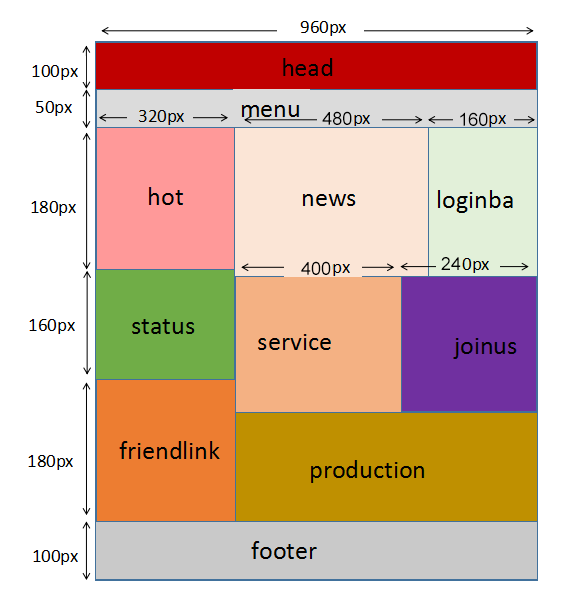 960px
head
100px
menu
50px
320px
480px
160px
hot
news
loginba
180px
400px
240px
status
service
joinus
160px
friendlink
production
180px
footer
100px